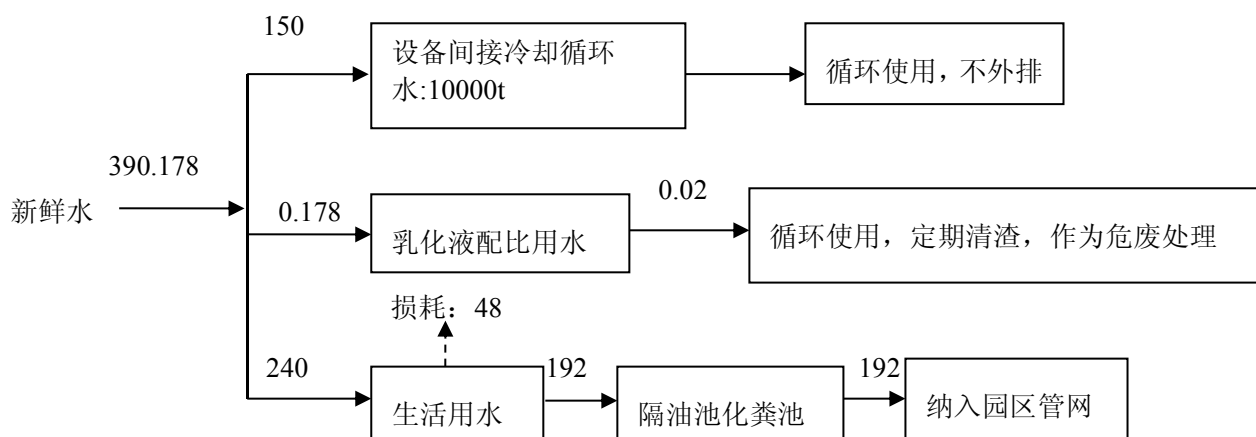 150
设备间接冷却循环
水:10000t
循环使用，不外排
390.178
新鲜水
0.178
乳化液配比用水
0.02
循环使用，定期清渣，作为危废处理
损耗：48
240
生活用水
192
隔油池化粪池
192
纳入园区管网